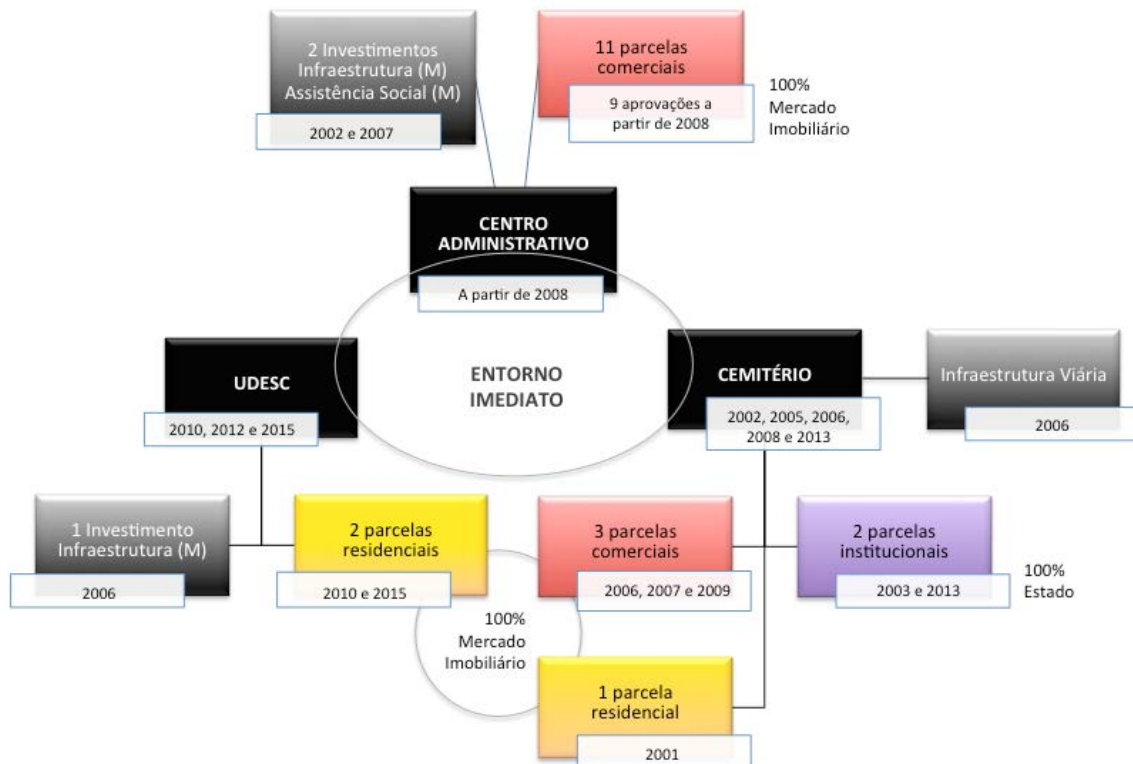 2 Investimentos
Infraestrutura (M)
Assistência Social (M)
2002 e 2007
11 parcelas
comerciais
9 aprovações a
partir de 2008
100%
Mercado
Imobiliário
CENTRO
ADMINISTRATIVO
A partir de 2008
UDESC
2010, 2012 e 2015
ENTORNO
IMEDIATO
CEMITÉRIO
2002, 2005, 2006,
2008 e 2013
Infraestrutura Viária
2006
1 Investimento
Infraestrutura (M)
2006
2 parcelas
residenciais
2010 e 2015
3 parcelas
comerciais
2006, 2007 e 2009
2 parcelas
institucionais
2003 e 2013
100%
Estado
100%
Mercado
Imobiliário
1 parcela
residencial
2001